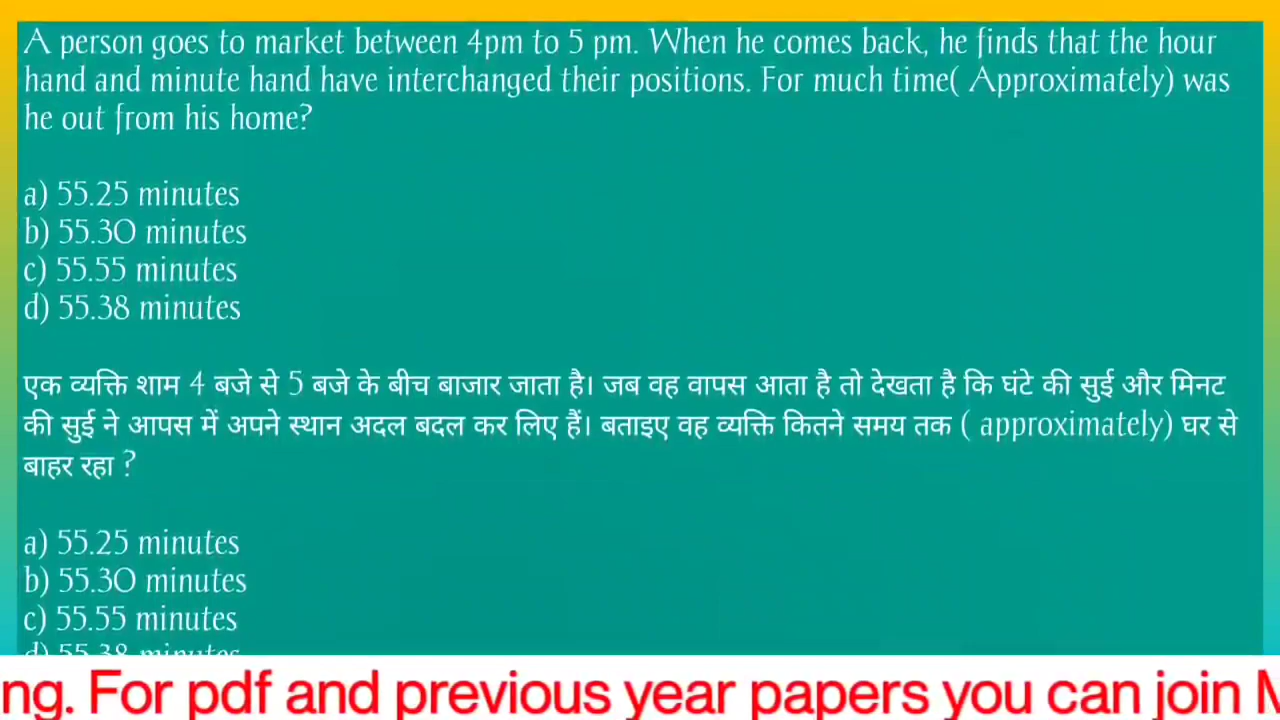 A person goes to market between 4pm to 5 pm. When he comes back, he finds that the hour
hand and minute hand have interchanged their positions. For much time( Approximately) was
he out from his home?
a) 55.25 minutes
b) 55.30 minutes
c) 55.55 minutes
d) 55.38 minutes
एक व्यक्ति शाम 4 बजे से 5 बजे के बीच बाजार जाता है। जब वह वापस आता है तो देखता है कि घंटे की सुई और मिनट
की सुई ने आपस में अपने स्थान अदल बदल कर लिए हैं। बताइए वह व्यक्ति कितने समय तक ( approximately) घर से
बाहर रहा ?
a) 55.25 minutes
b) 55.30 minutes
c) 55.55 minutes
d) 55.38 minutes
ng. For pdf and previous year papers you can join M